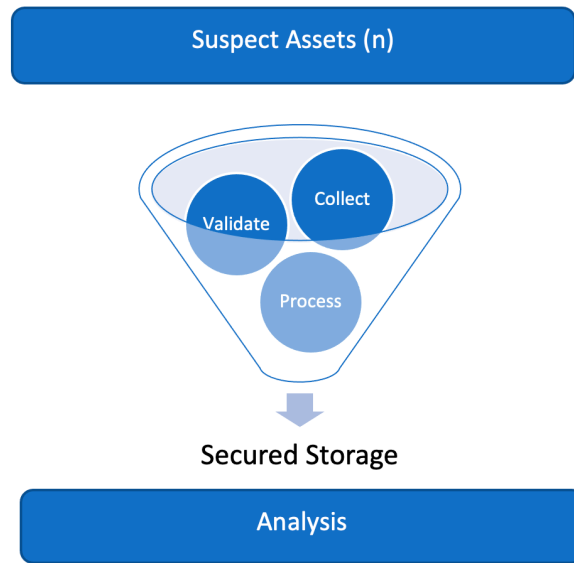 Suspect Assets (n)
Collect
Validate
Process
Secured Storage
Analysis